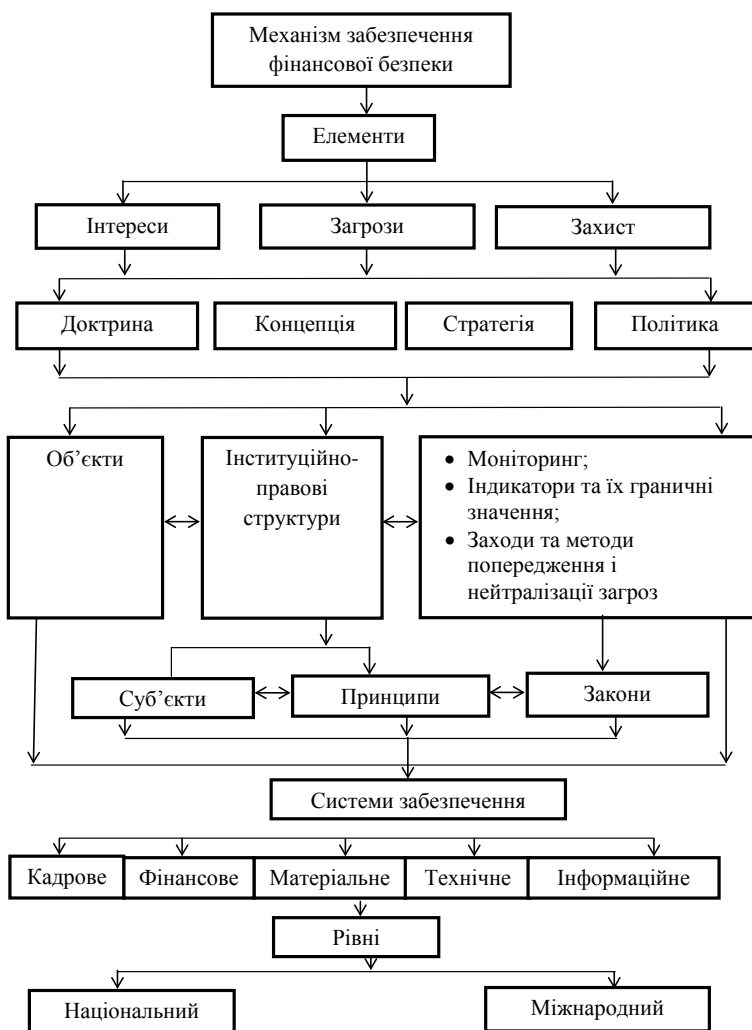 Механізм забезпечення
фінансової безпеки
Елементи
Інтереси
Загрози
Захист
Доктрина
Концепція
Стратегія
Політика
Об’єкти
Інституційно-
правові
структури
• Моніторинг;
• Індикатори та їх граничні
значення;
• Заходи та методи
попередження і
нейтралізації загроз
Суб’єкти
Принципи
Закони
Системи забезпечення
Кадрове
Фінансове
Матеріальне
Технічне
Інформаційне
Рівні
Національний
Міжнародний